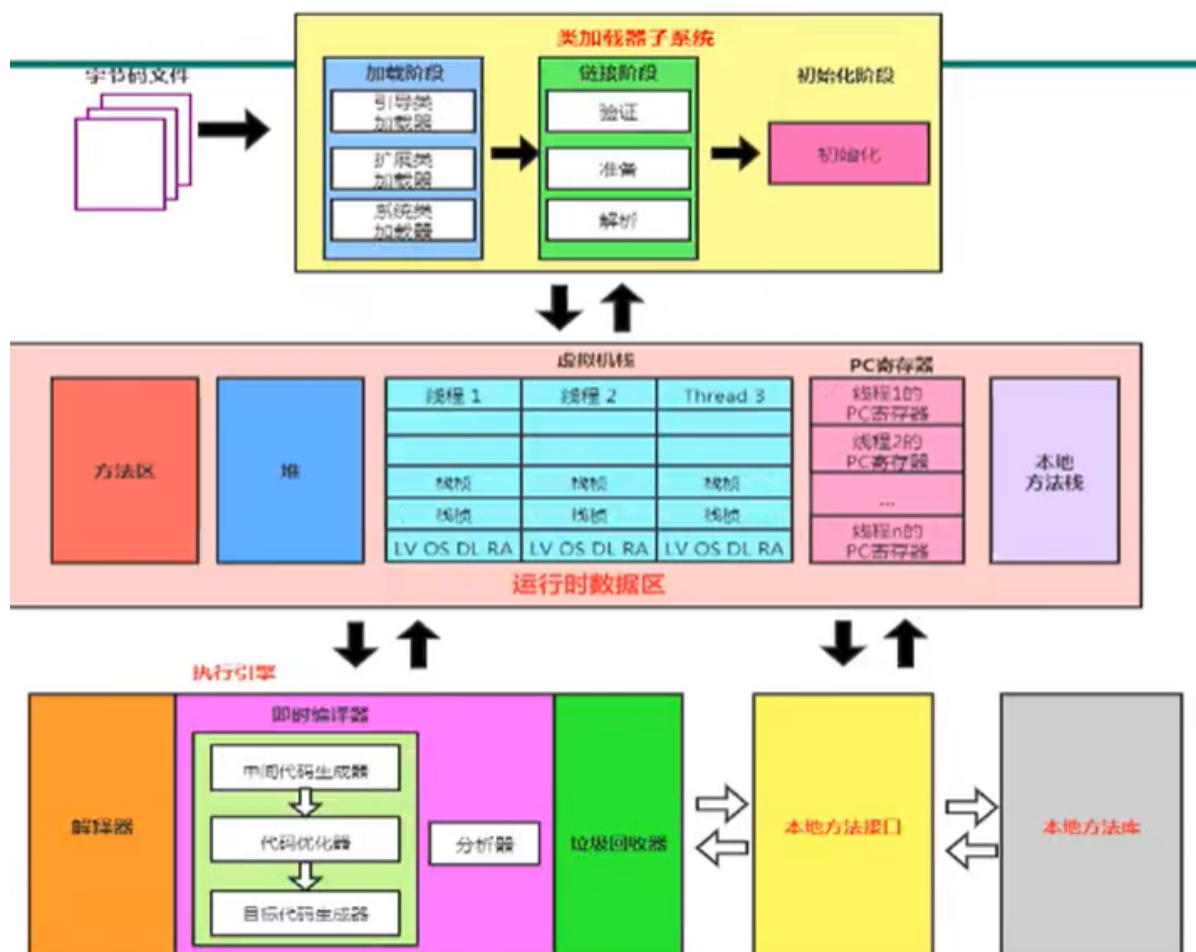 类加载器子系统
字节码文件
加载阶段
引导类
加载器
扩展类
加载器
系统类
加载器
链接阶段
验证
准备
解析
初始化阶段
初始化
方法区
堆
虚拟机栈
线程 1
线程 2
Thread 3
栈桢
栈桢
栈桢
栈桢
栈桢
栈桢
LV OS DL RA
LV OS DL RA
LV OS DL RA
PC寄存器
线程1的
PC寄存器
线程2的
PC寄存器
...
线程n的
PC寄存器
本地
方法栈
运行时数据区
执行引擎
解释器
即时编译器
中间代码生成器
代码优化器
目标代码生成器
分析器
垃圾回收器
本地方法接口
本地方法库